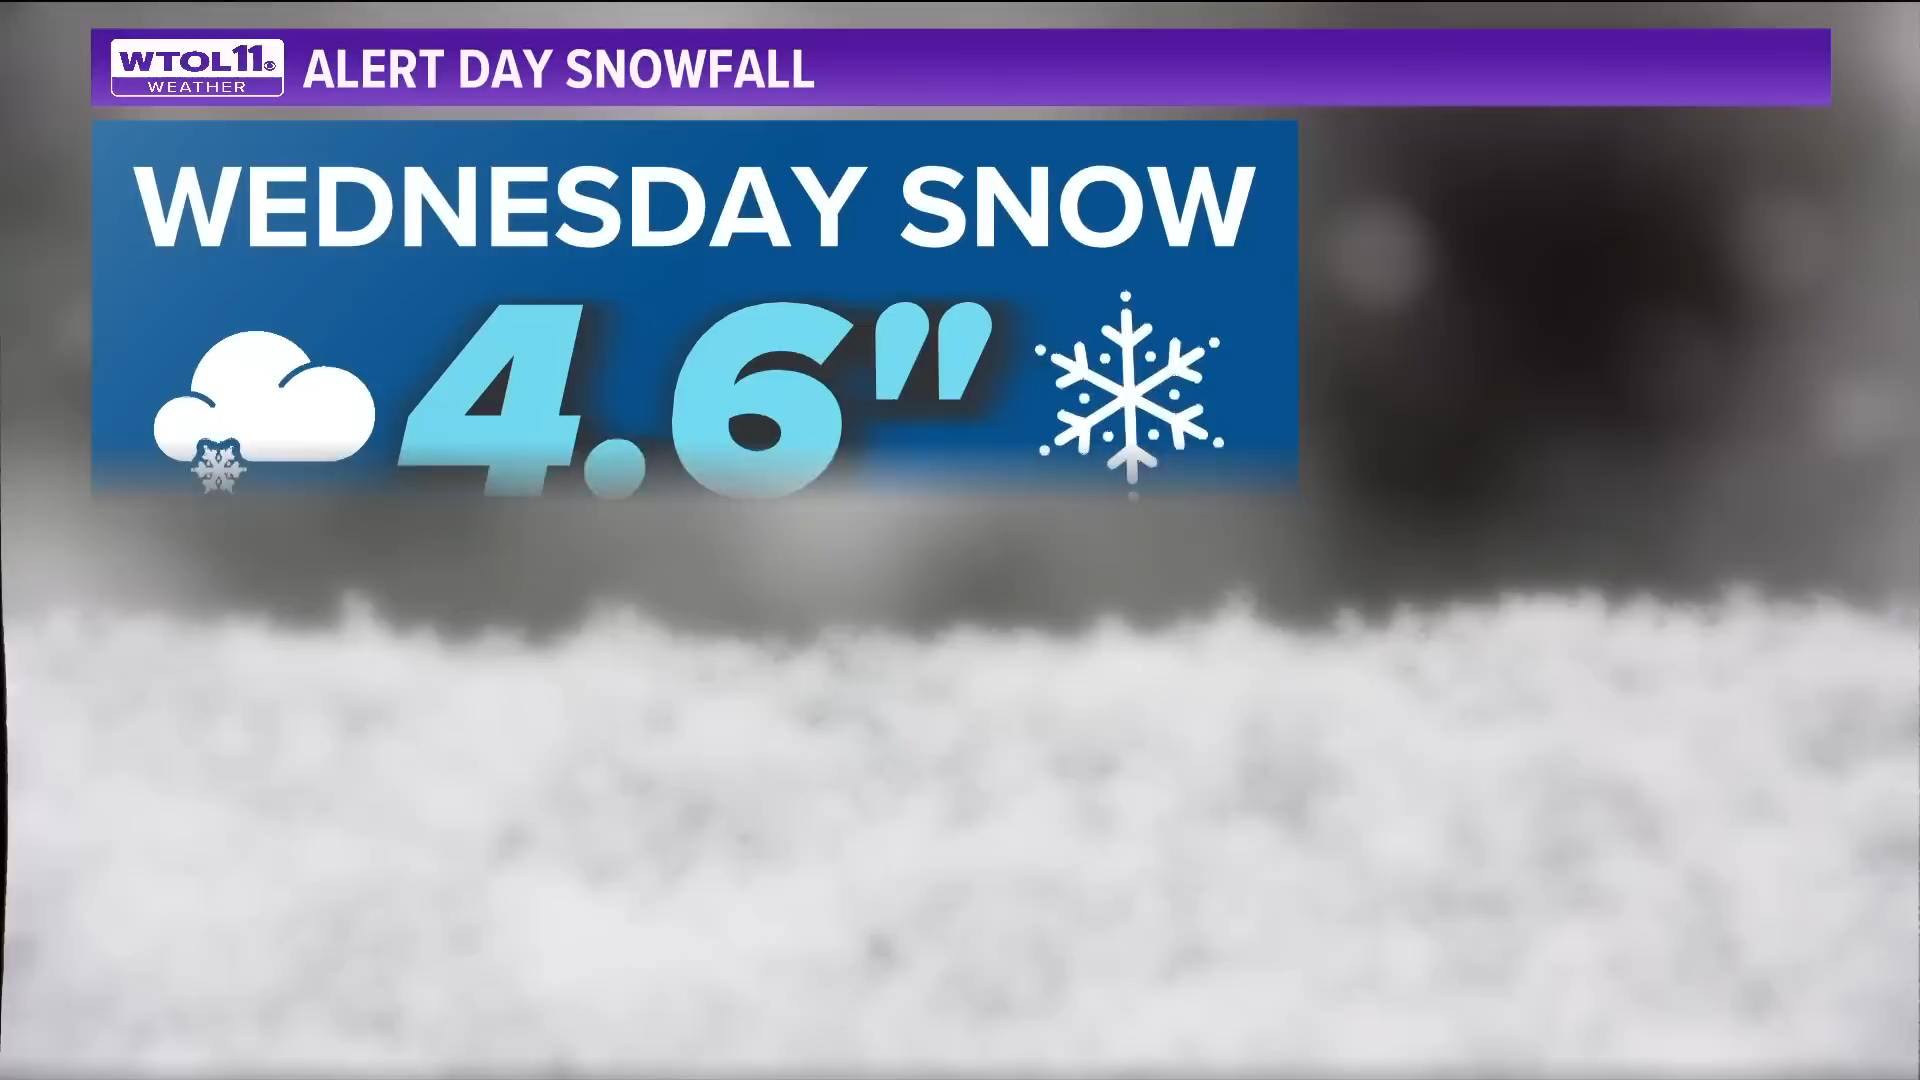 WTOL11
WEATHER
ALERT DAY SNOWFALL
WEDNESDAY SNOW
4.6"